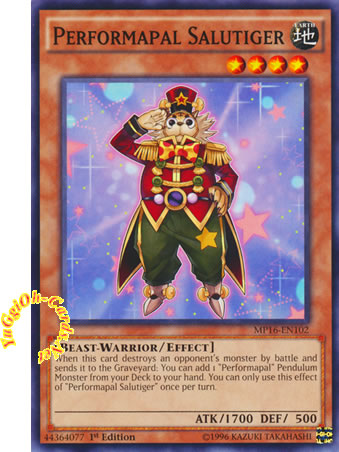 PERFORMAPAL SALUTIGER
EARTH
地
MP16-EN102
[BEAST-WARRIOR/EFFECT]
When this card destroys an opponent's monster by battle and
sends it to the Graveyard: You can add 1 "Performapal" Pendulum
Monster from your Deck to your hand. You can only use this effect
of "Performapal Salutiger" once per turn.
ATK/1700 DEF/ 500
44364077 1st Edition ©1996 KAZUKI TAKAHASHI